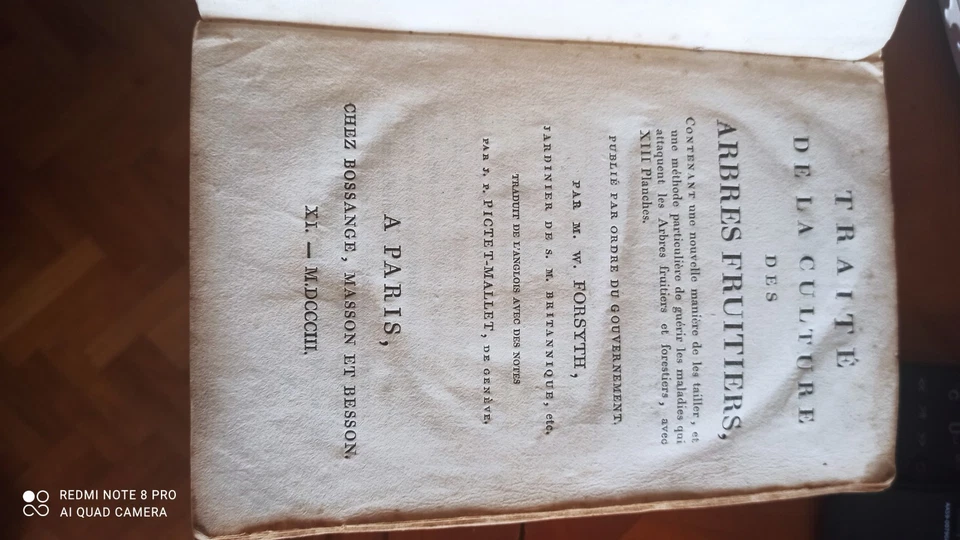 TRAITÉ
DE LA CULTURE
DES
ARBRES FRUITIERS,
CONTENANT une nouvelle manière de les tailler, et
une méthode particulière de guérir les maladies qui
attaquent les Arbres fruitiers et forestiers, avec
XIII Planches.
PUBLIÉ PAR ORDRE DU GOUVERNEMENT.
PAR M. W. FORSYTH,
JARDINIER DE S. M. BRITANNIQUE, etc.
TRADUIT DE L'ANGLOIS AVEC DES NOTES
PAR J. P. PICTET-MALLET, DE GENÈVE.
A PARIS,
CHEZ BOSSANGE, MASSON ET BESSON.
XI. — M.DCCCIII.
REDMI NOTE 8 PRO
AI QUAD CAMERA